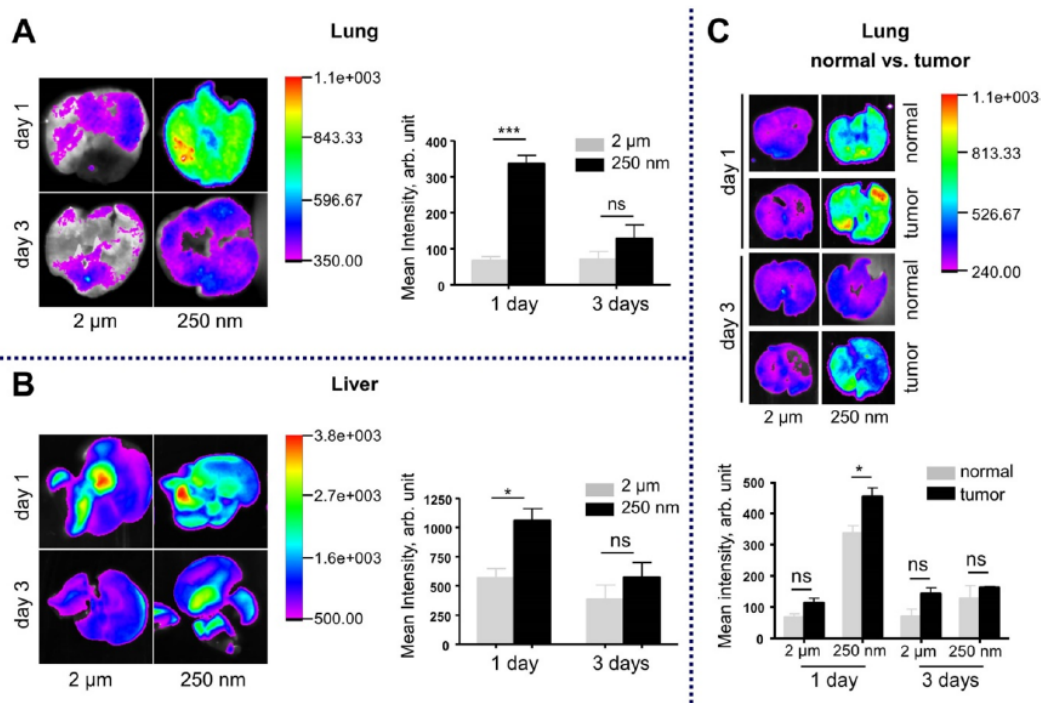 A
Lung
day 1
day 3
2 µm
250 nm
1.1e+003
843.33
596.67
350.00
Mean Intensity, arb. unit
400
300
200
100
0
***
ns
2 µm
250 nm
1 day
3 days
B
Liver
day 1
day 3
2 µm
250 nm
3.8e+003
2.7e+003
1.6e+003
500.00
Mean Intensity, arb. unit
1250
1000
750
500
250
0
*
ns
2 µm
250 nm
1 day
3 days
C
Lung
normal vs. tumor
day 1
day 3
normal
tumor
normal
tumor
2 µm
250 nm
1.1e+003
813.33
526.67
240.00
Mean intensity, arb. unit
500
400
300
200
100
0
ns
*
ns
ns
normal
tumor
2 µm
250 nm
2 µm
250 nm
1 day
3 days